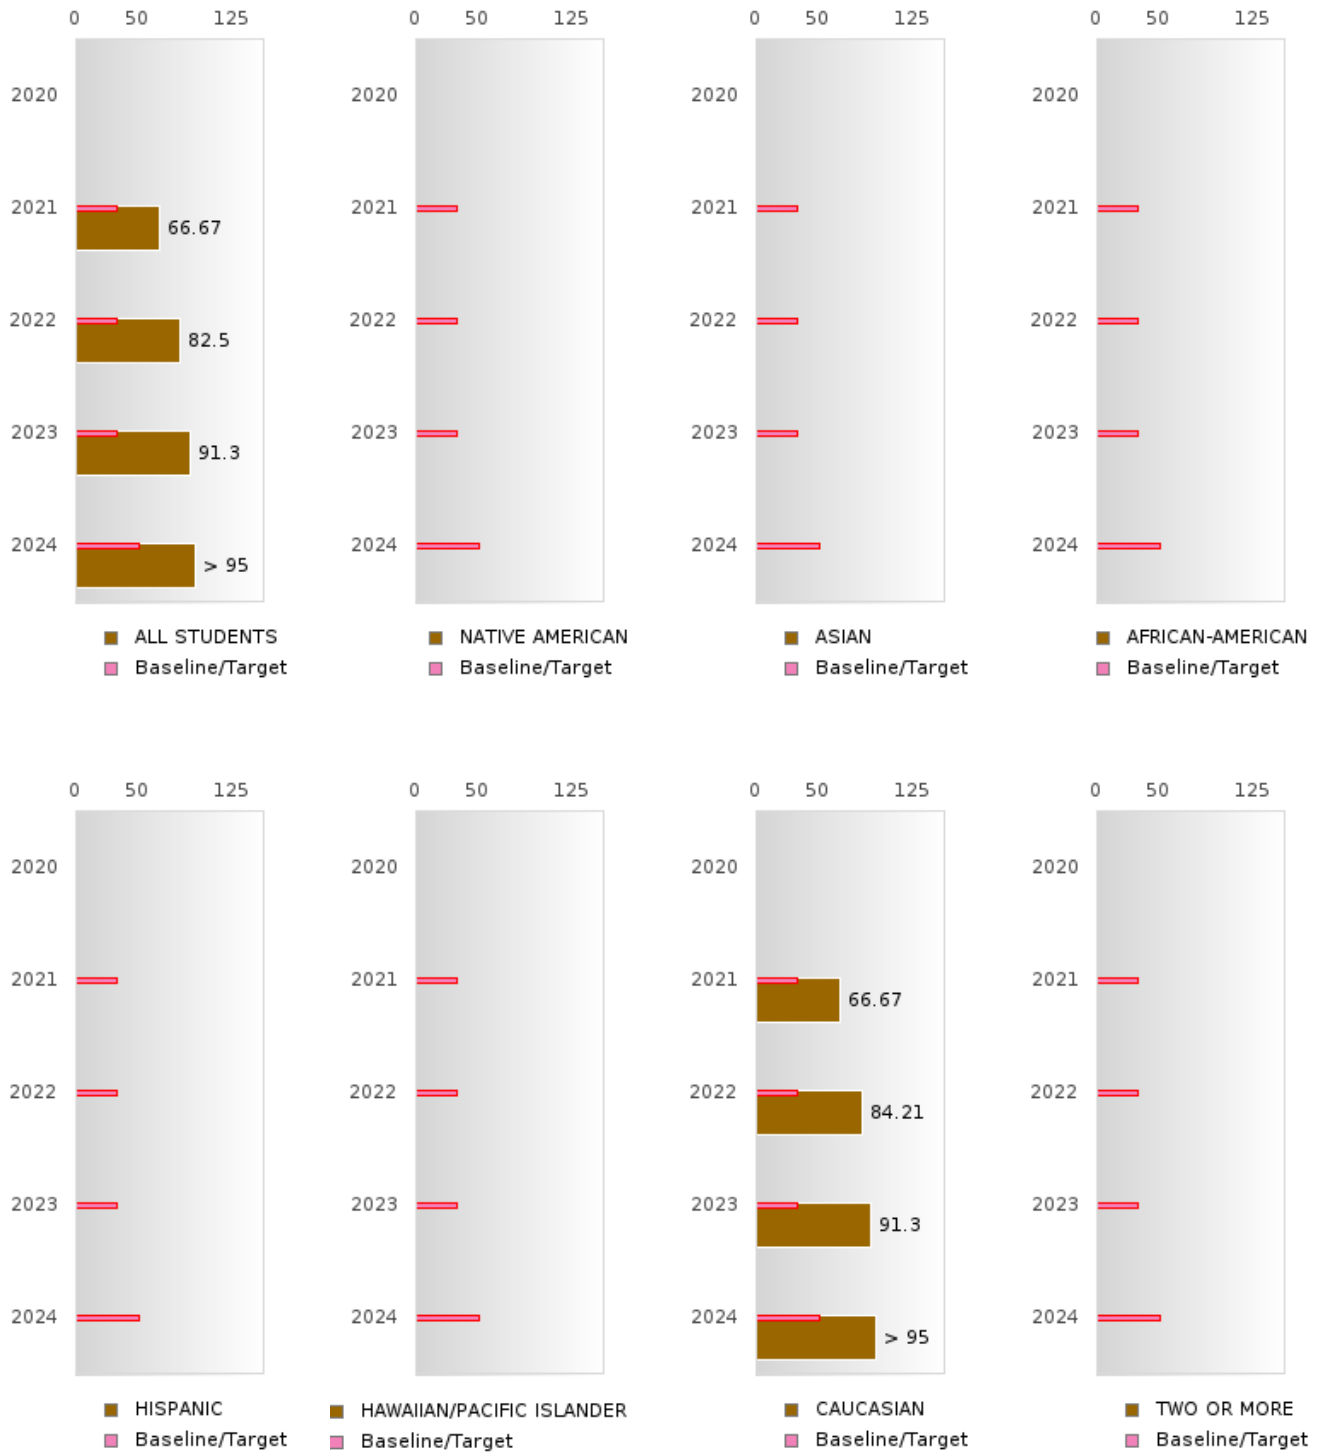 0 50 125 0 50 125 0 50 125 0 50 125
2020 2020 2020 2020
2021 66.67 2021 2021 2021
2022 82.5 2022 2022 2022
2023 91.3 2023 2023 2023
2024 > 95 2024 2024 2024
ALL STUDENTS NATIVE AMERICAN ASIAN AFRICAN-AMERICAN
Baseline/Target Baseline/Target Baseline/Target Baseline/Target
0 50 125 0 50 125 0 50 125 0 50 125
2020 2020 2020 2020
2021 2021 2021 66.67 2021
2022 2022 2022 84.21 2022
2023 2023 2023 91.3 2023
2024 2024 2024 > 95 2024
HISPANIC HAWAIIAN/PACIFIC ISLANDER CAUCASIAN TWO OR MORE
Baseline/Target Baseline/Target Baseline/Target Baseline/Target